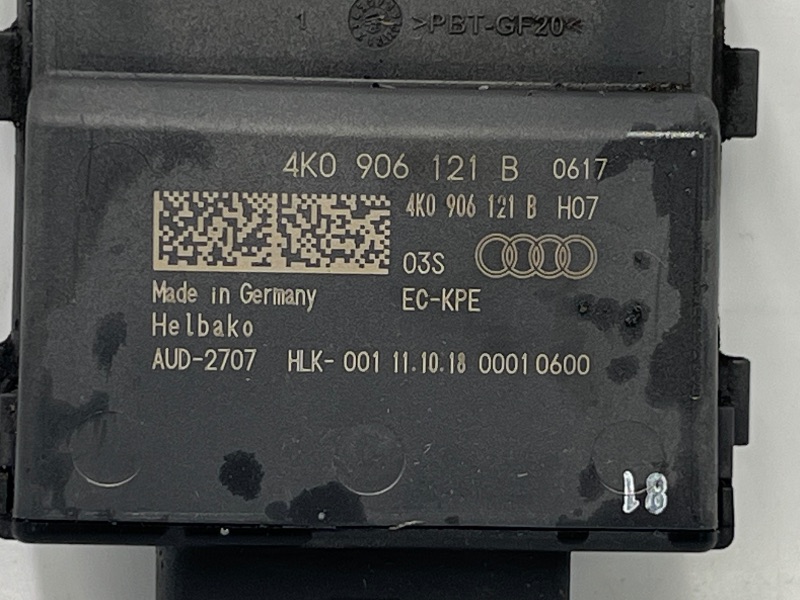 1 >PBT-GF20<
4K0 906 121 B 0617
4K0 906 121 B H07
03S
Made in Germany EC-KPE
Helbako
AUD-2707 HLK-001 11.10.18 00010600
18